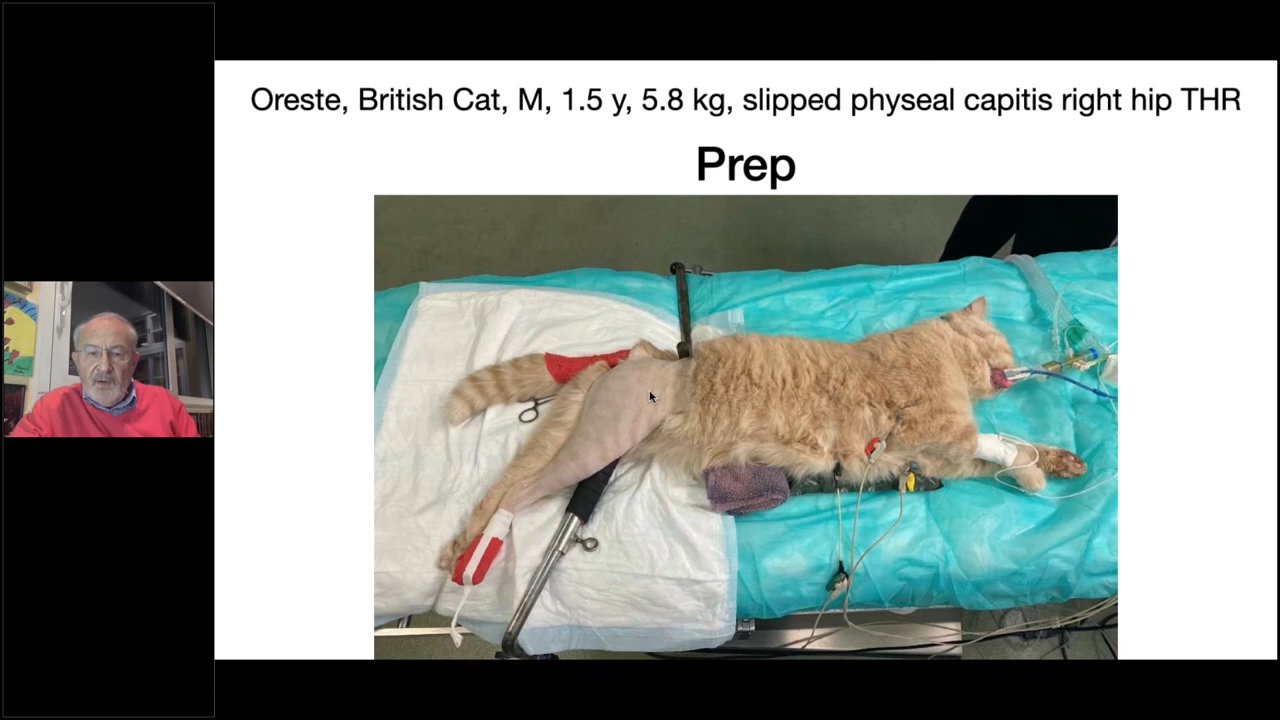 Oreste, British Cat, M, 1.5 y, 5.8 kg, slipped physeal capitis right hip THR
Prep